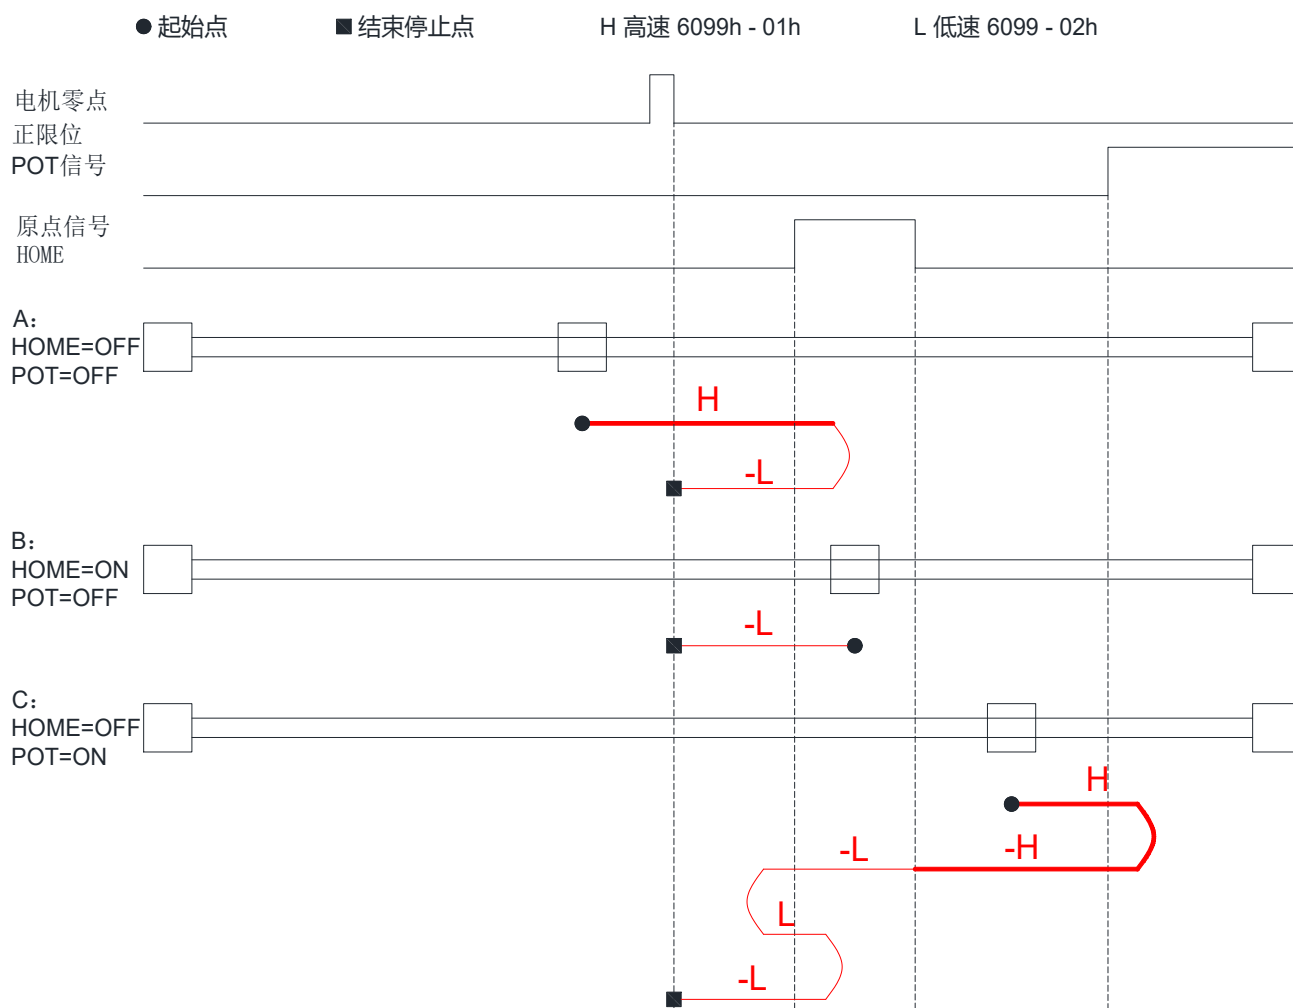 起始点 结束停止点 H 高速 6099h - 01h L 低速 6099 - 02h
电机零点
正限位
POT信号
原点信号
HOME
A：
HOME=OFF
POT=OFF
H
-L
B：
HOME=ON
POT=OFF
-L
C：
HOME=OFF
POT=ON
H
-H
-L
L
-L